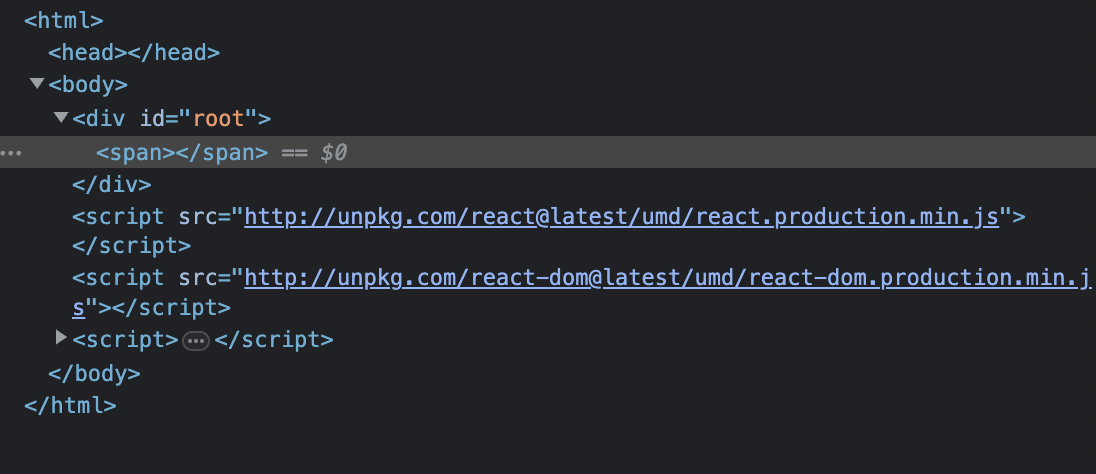 <html>
<head></head>
<body>
<div id="root">
<span></span> == $0
</div>
<script src="http://unpkg.com/react@latest/umd/react.production.min.js">
</script>
<script src="http://unpkg.com/react-dom@latest/umd/react-dom.production.min.j
s"></script>
<script>…</script>
</body>
</html>